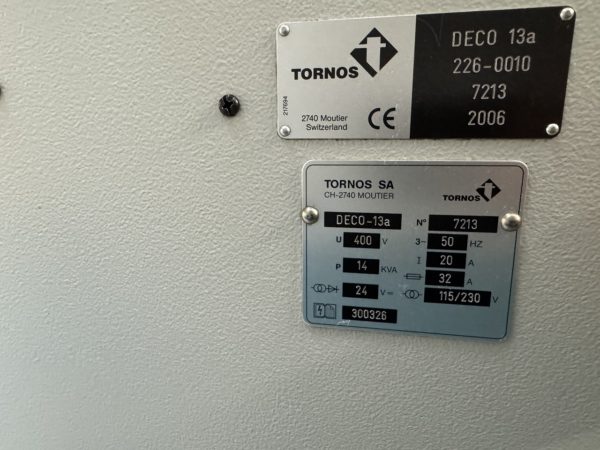 TORNOS
217694
2740 Moutier
Switzerland
CE
DECO 13a
226-0010
7213
2006
TORNOS SA
CH-2740 MOUTIER
TORNOS
DECO-13a N° 7213
U 400 V 3~ 50 HZ
P 14 KVA I 20 A
32 A
24 V 115/230 V
300326